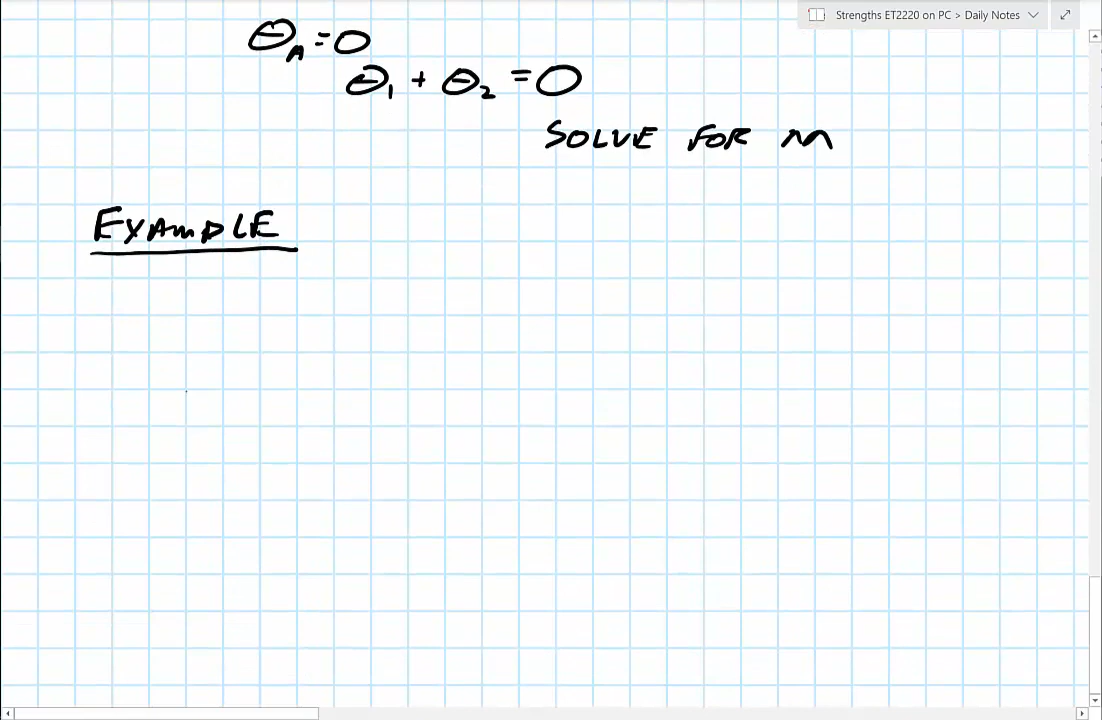 Strengths ET2220 on PC > Daily Notes
θA = 0
θ1 + θ2 = 0
SOLVE FOR M
EXAMPLE